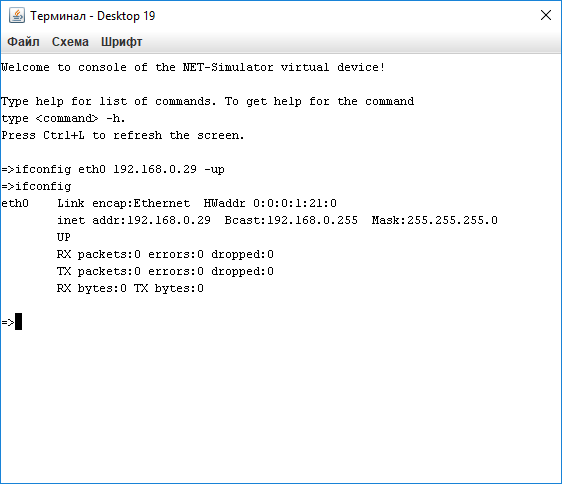 Терминал - Desktop 19
Файл Схема Шрифт
Welcome to console of the NET-Simulator virtual device!
Type help for list of commands. To get help for the command
type <command> -h.
Press Ctrl+L to refresh the screen.
=>ifconfig eth0 192.168.0.29 -up
=>ifconfig
eth0    Link encap:Ethernet  HWaddr 0:0:0:1:21:0
        inet addr:192.168.0.29  Bcast:192.168.0.255  Mask:255.255.255.0
        UP
        RX packets:0 errors:0 dropped:0
        TX packets:0 errors:0 dropped:0
        RX bytes:0 TX bytes:0
=>